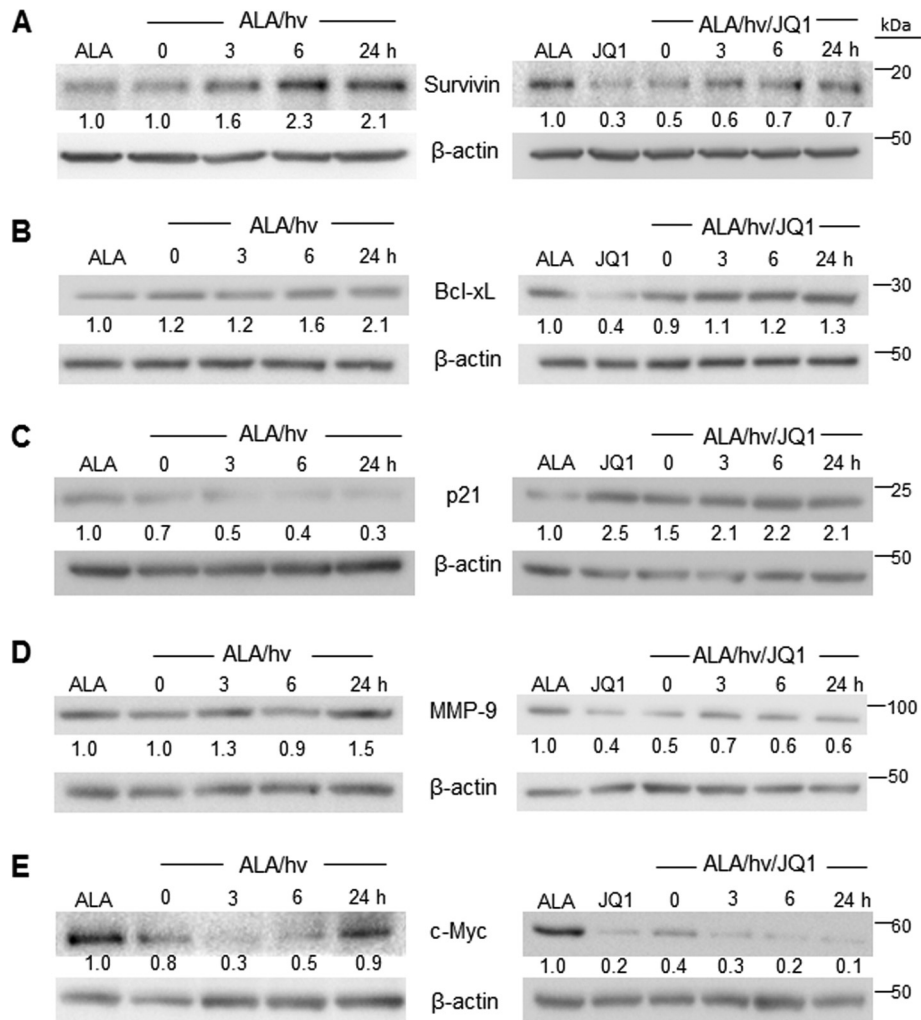 A ALA/hv ALA/hv/JQ1 kDa
ALA 0 3 6 24 h ALA JQ1 0 3 6 24 h
Survivin 20
1.0 1.0 1.6 2.3 2.1 1.0 0.3 0.5 0.6 0.7 0.7
β-actin 50
B ALA/hv ALA/hv/JQ1
ALA 0 3 6 24 h ALA JQ1 0 3 6 24 h
Bcl-xL 30
1.0 1.2 1.2 1.6 2.1 1.0 0.4 0.9 1.1 1.2 1.3
β-actin 50
C ALA/hv ALA/hv/JQ1
ALA 0 3 6 24 h ALA JQ1 0 3 6 24 h
p21 25
1.0 0.7 0.5 0.4 0.3 1.0 2.5 1.5 2.1 2.2 2.1
β-actin 50
D ALA/hv ALA/hv/JQ1
ALA 0 3 6 24 h ALA JQ1 0 3 6 24 h
MMP-9 100
1.0 1.0 1.3 0.9 1.5 1.0 0.4 0.5 0.7 0.6 0.6
β-actin 50
E ALA/hv ALA/hv/JQ1
ALA 0 3 6 24 h ALA JQ1 0 3 6 24 h
c-Myc 60
1.0 0.8 0.3 0.5 0.9 1.0 0.2 0.4 0.3 0.2 0.1
β-actin 50